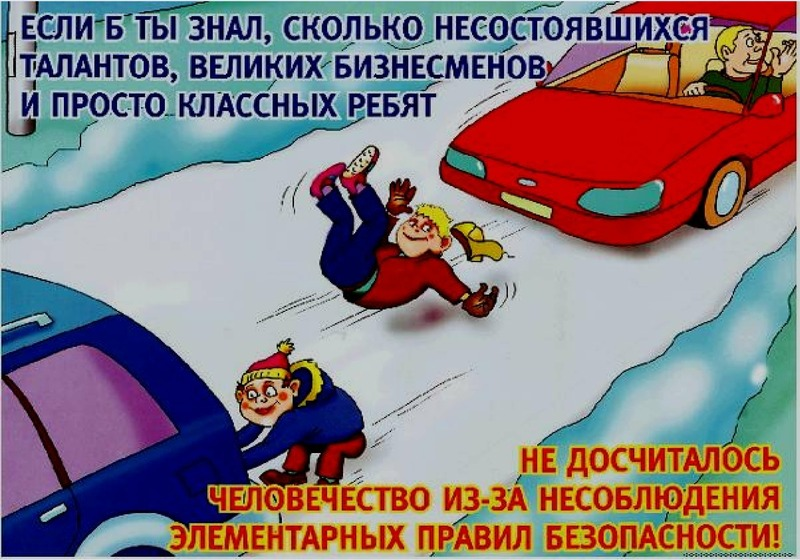 ЕСЛИ Б ТЫ ЗНАЛ, СКОЛЬКО НЕСОСТОЯВШИХСЯ
ТАЛАНТОВ, ВЕЛИКИХ БИЗНЕСМЕНОВ
И ПРОСТО КЛАССНЫХ РЕБЯТ
НЕ ДОСЧИТАЛОСЬ
ЧЕЛОВЕЧЕСТВО ИЗ-ЗА НЕСОБЛЮДЕНИЯ
ЭЛЕМЕНТАРНЫХ ПРАВИЛ БЕЗОПАСНОСТИ!